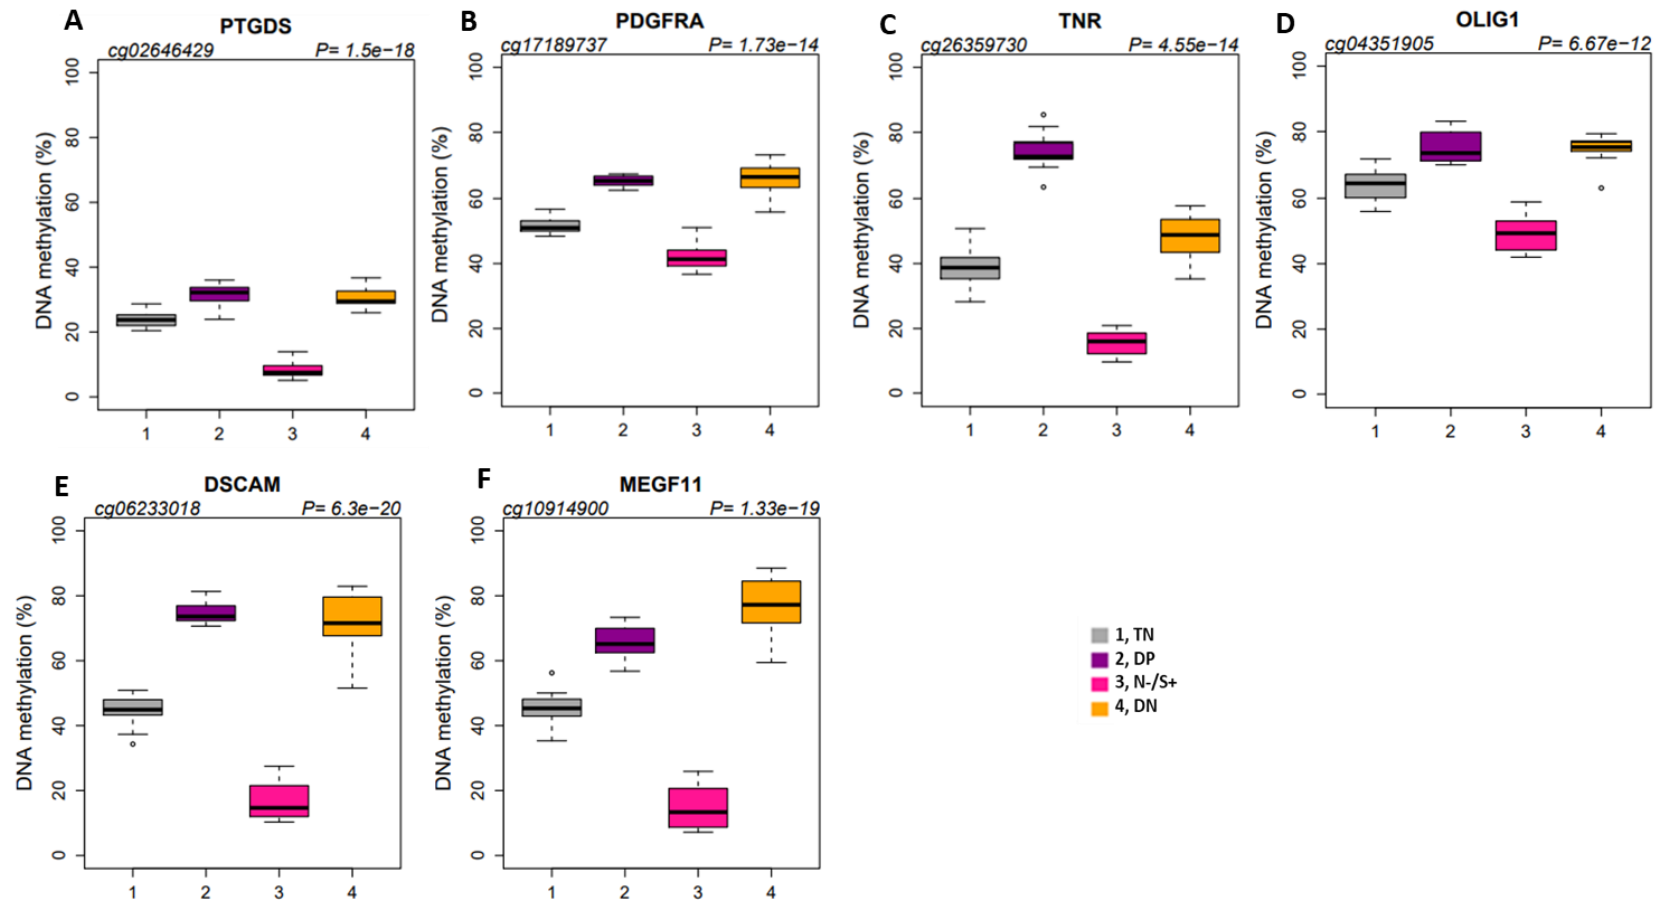 A
PTGDS
cg02646429 P= 1.5e−18
DNA methylation (%)
0 20 40 60 80 100
1 2 3 4
B
PDGFRA
cg17189737 P= 1.73e−14
DNA methylation (%)
0 20 40 60 80 100
1 2 3 4
C
TNR
cg26359730 P= 4.55e−14
DNA methylation (%)
0 20 40 60 80 100
1 2 3 4
D
OLIG1
cg04351905 P= 6.67e−12
DNA methylation (%)
0 20 40 60 80 100
1 2 3 4
E
DSCAM
cg06233018 P= 6.3e−20
DNA methylation (%)
0 20 40 60 80 100
1 2 3 4
F
MEGF11
cg10914900 P= 1.33e−19
DNA methylation (%)
0 20 40 60 80 100
1 2 3 4
1, TN
2, DP
3, N-/S+
4, DN